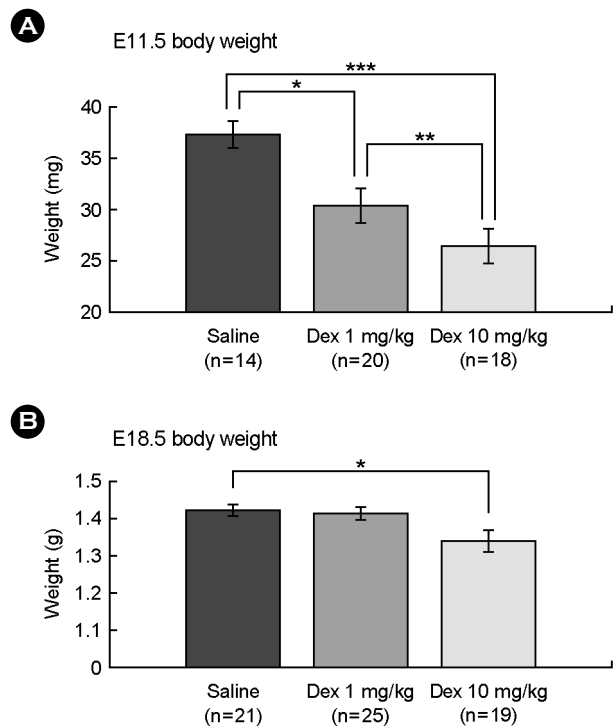 A
E11.5 body weight
***
*
**
40
35
30
25
20
Weight (mg)
Saline Dex 1 mg/kg Dex 10 mg/kg
(n=14) (n=20) (n=18)
B
E18.5 body weight
*
1.5
1.4
1.3
1.2
1.1
0
Weight (g)
Saline Dex 1 mg/kg Dex 10 mg/kg
(n=21) (n=25) (n=19)